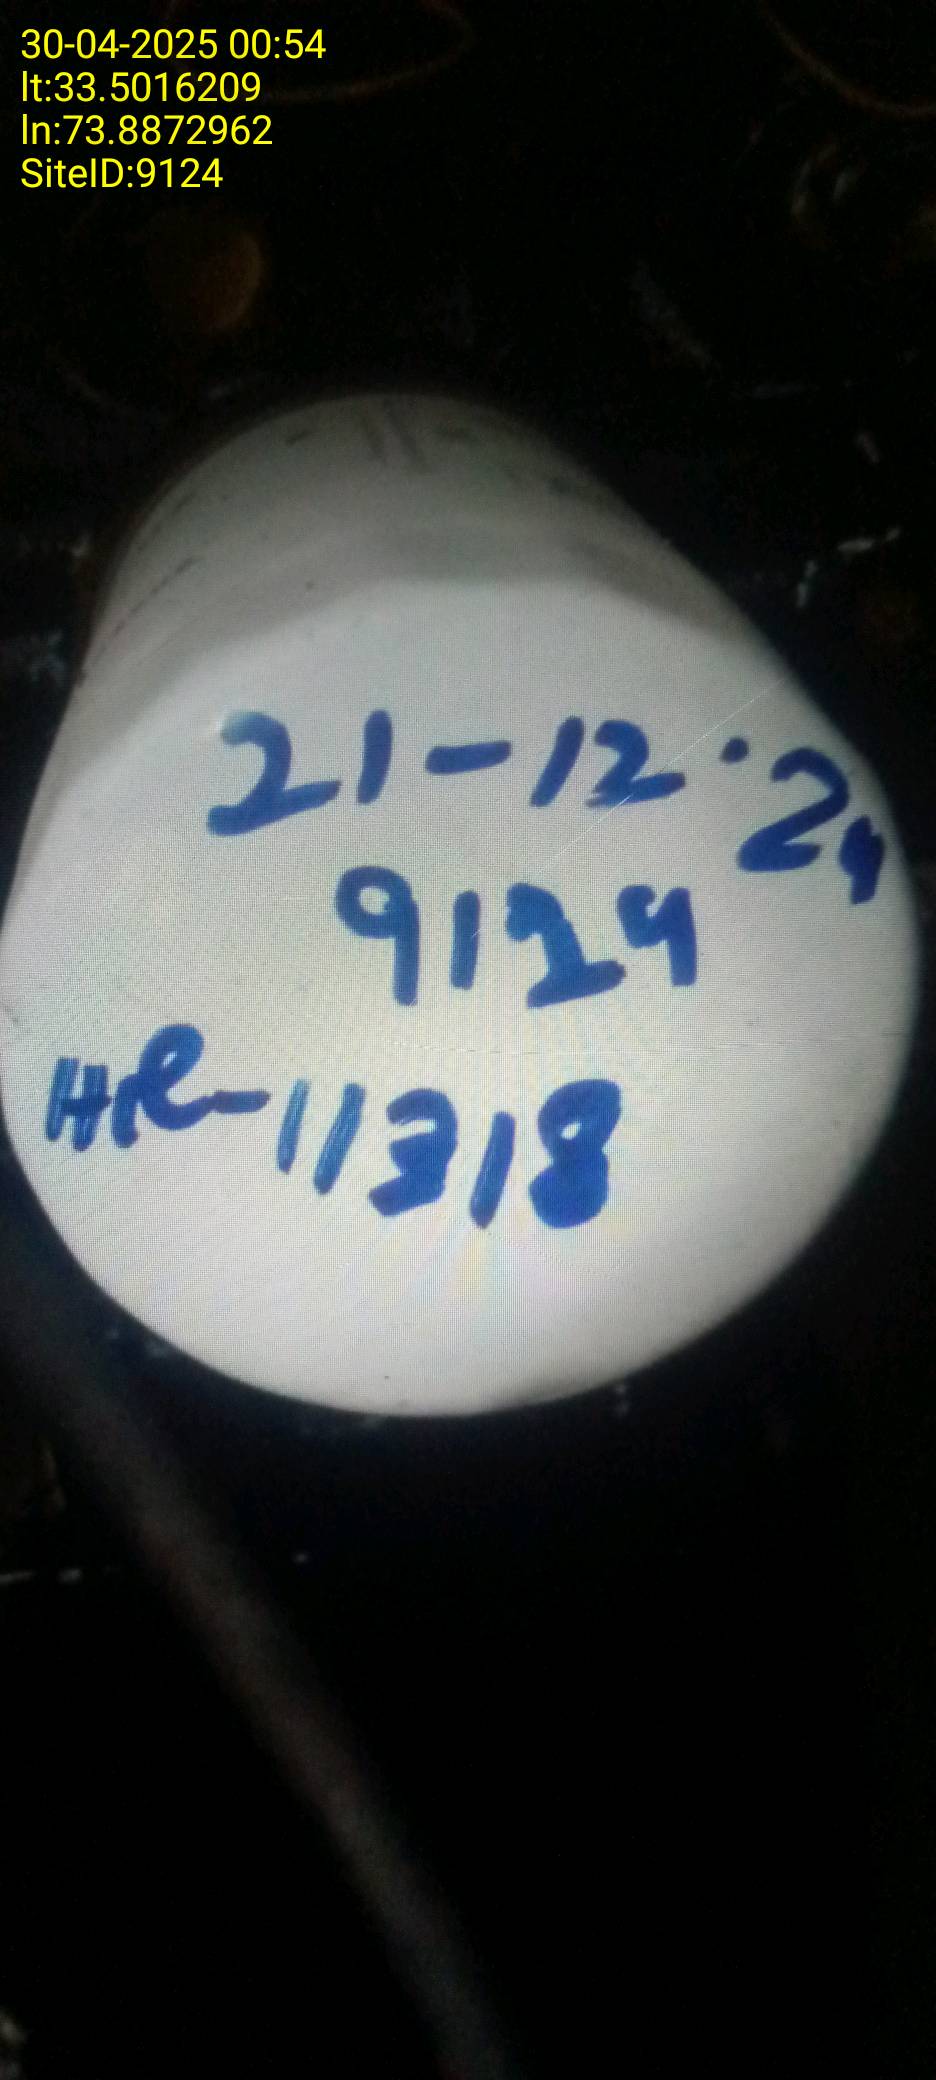 30-04-2025 00:54
lt:33.5016209
ln:73.8872962
SiteID:9124
21-12.24
9124
HR-11318